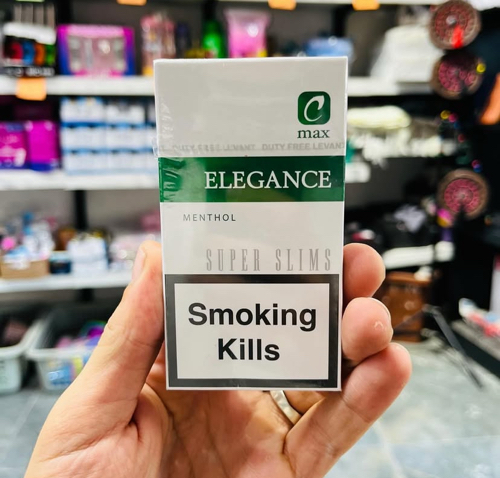 e
max
DUTY FREE LEVANT DUTY FREE LEVANT
ELEGANCE
MENTHOL
SUPER SLIMS
Smoking
Kills